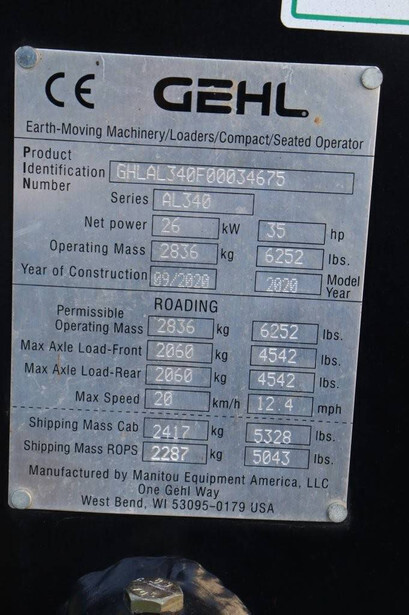 CE GEHL
Earth-Moving Machinery/Loaders/Compact/Seated Operator
Product
Identification GHLAL340F00034675
Number
Series AL340
Net power 26 kW 35 hp
Operating Mass 2836 kg 6252 lbs.
Year of Construction 09/2020 2020 Model Year
ROADING
Permissible
Operating Mass 2836 kg 6252 lbs.
Max Axle Load-Front 2060 kg 4542 lbs.
Max Axle Load-Rear 2060 kg 4542 lbs.
Max Speed 20 km/h 12.4 mph
Shipping Mass Cab 2417 kg 5328 lbs.
Shipping Mass ROPS 2287 kg 5043 lbs.
Manufactured by Manitou Equipment America, LLC
One Gehl Way
West Bend, WI 53095-0179 USA